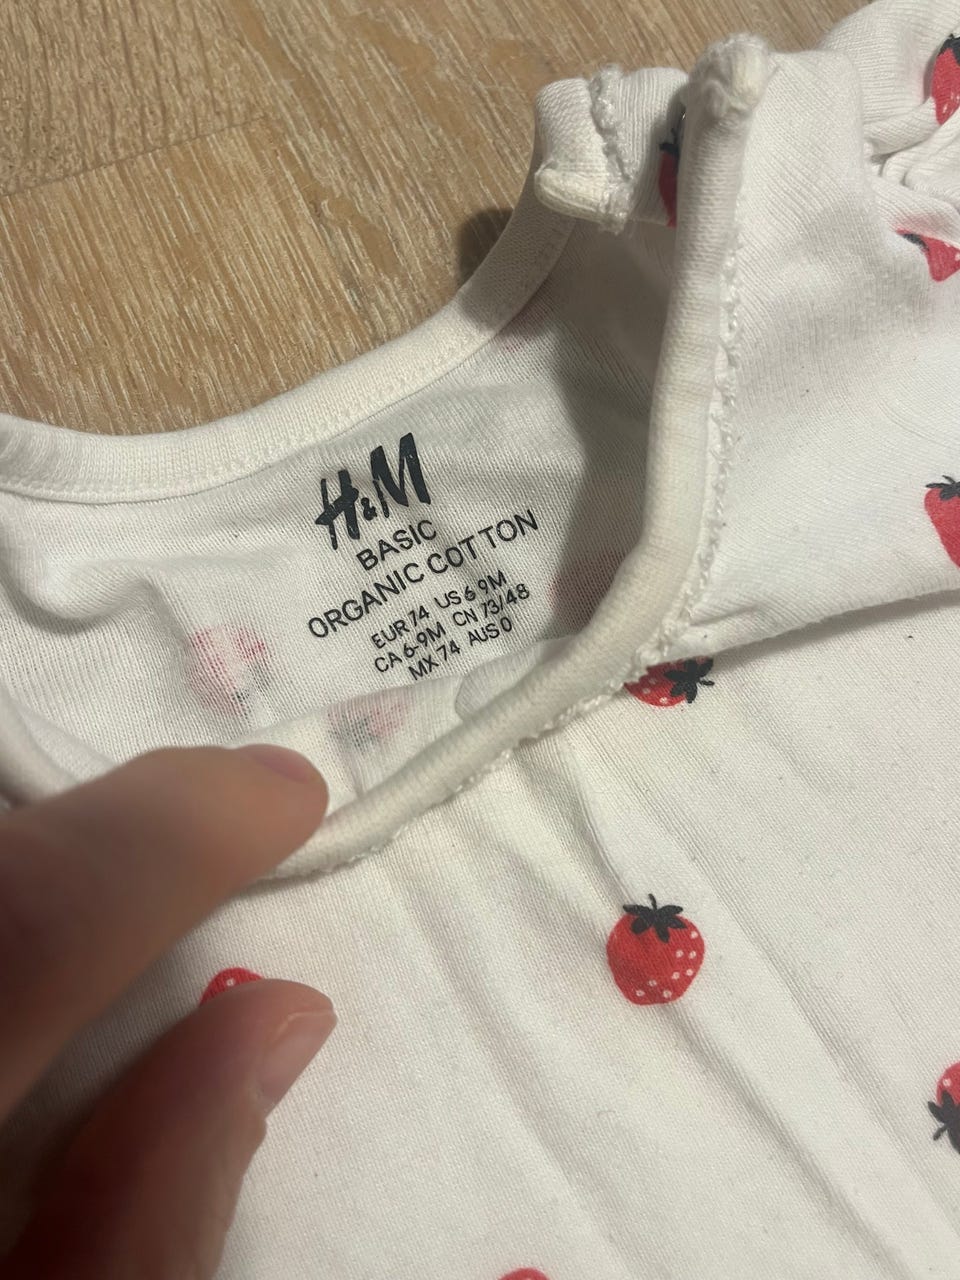 H&M
BASIC
ORGANIC COTTON
EUR 74 US 6 9M
CA 6-9M CN 73/48
MX 74 AUS 0